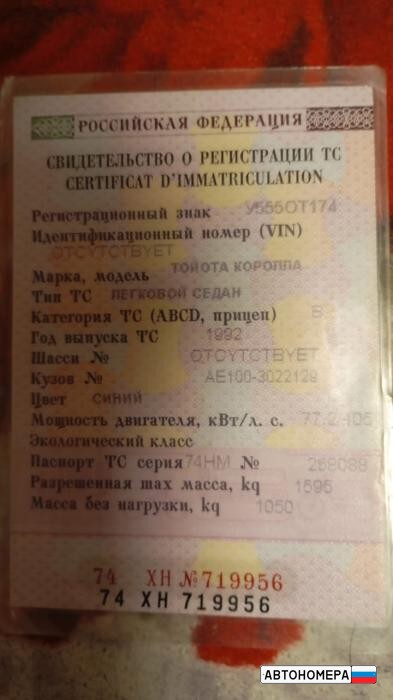 РОССИЙСКАЯ ФЕДЕРАЦИЯ
СВИДЕТЕЛЬСТВО О РЕГИСТРАЦИИ ТС
CERTIFICAT D'IMMATRICULATION
Регистрационный знак У555ОТ174
Идентификационный номер (VIN)
ОТСУТСТВУЕТ
Марка, модель ТОЙОТА КОРОЛЛА
Тип ТС ЛЕГКОВОЙ СЕДАН
Категория ТС (ABCD, прицеп) B
Год выпуска ТС 1992
Шасси № ОТСУТСТВУЕТ
Кузов № AE100-3022129
Цвет СИНИЙ
Мощность двигателя, кВт/л. с. 77.2/105
Экологический класс
Паспорт ТС серия 74НМ № 268088
Разрешенная max масса, kg 1595
Масса без нагрузки, kg 1050
74 ХН № 719956
74 ХН 719956
АВТОНОМЕРА